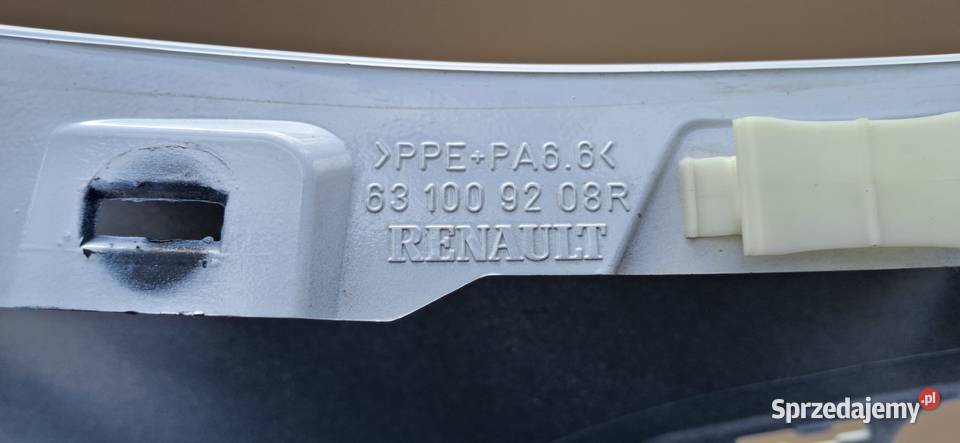 >PPE+PA6.6<
63 100 92 08R
RENAULT
Sprzedajemy.pl